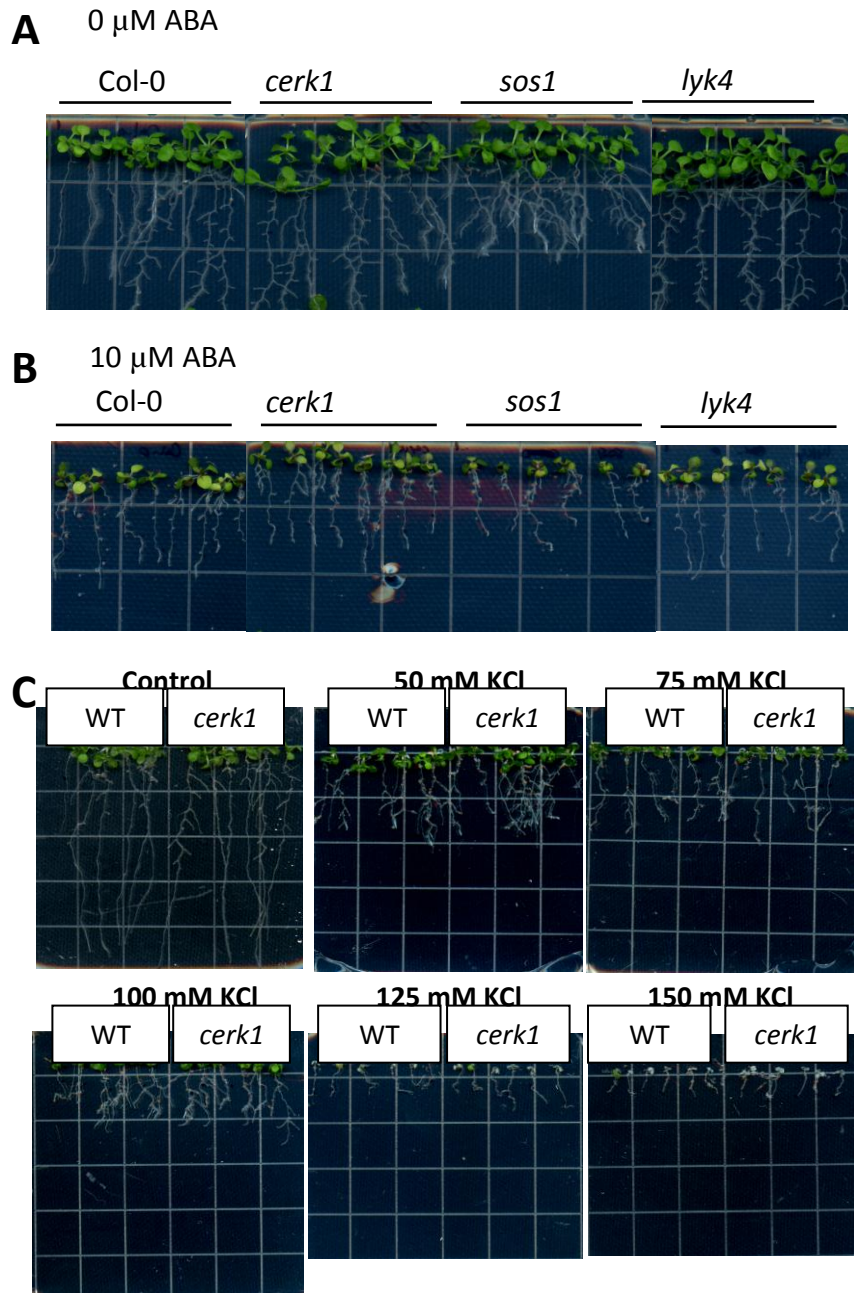 A
0 μM ABA
Col-0 cerk1 sos1 lyk4
B
10 μM ABA
Col-0 cerk1 sos1 lyk4
C
Control 50 mM KCl 75 mM KCl
WT cerk1 WT cerk1 WT cerk1
100 mM KCl 125 mM KCl 150 mM KCl
WT cerk1 WT cerk1 WT cerk1